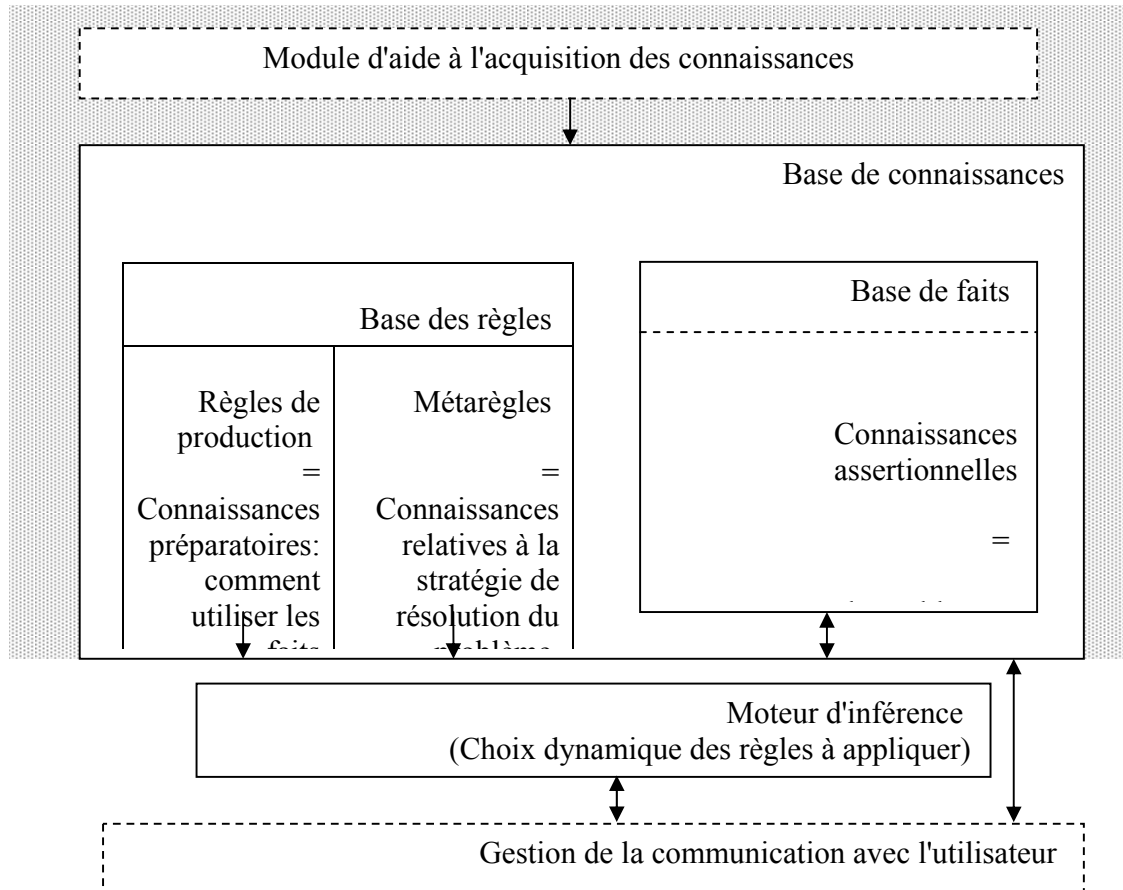 Module d'aide à l'acquisition des connaissances
Base de connaissances
Base des règles
Règles de
production
=
Connaissances
préparatoires:
comment
utiliser les
faits
Métarègles
=
Connaissances
relatives à la
stratégie de
résolution du
problème
Base de faits
Connaissances
assertionnelles
=
Moteur d'inférence
(Choix dynamique des règles à appliquer)
Gestion de la communication avec l'utilisateur